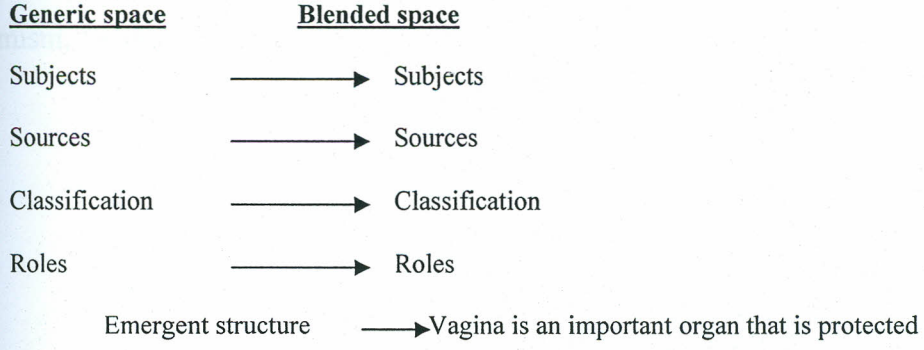 Generic space Blended space
Subjects Subjects
Sources Sources
Classification Classification
Roles Roles
Emergent structure Vagina is an important organ that is protected